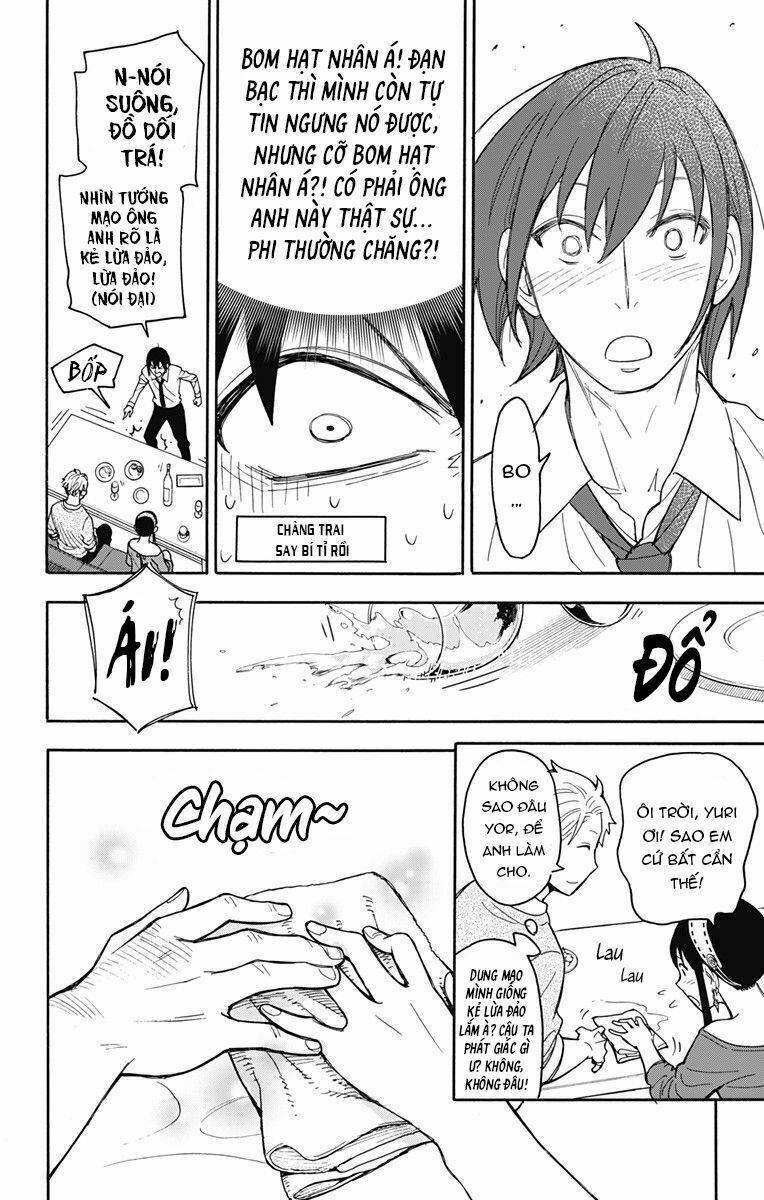 BO
...
BOM HẠT NHÂN Á! ĐẠN
BẠC THÌ MÌNH CÒN TỰ
TIN NGƯNG NÓ ĐƯỢC,
NHƯNG CỠ BOM HẠT
NHÂN Á?! CÓ PHẢI ÔNG
ANH NÀY THẬT SỰ...
PHI THƯỜNG CHĂNG?!
CHÀNG TRAI
SAY BÍ TỈ RỒI
N-NÓI
SUÔNG,
ĐỒ DỐI
TRÁ!
NHÌN TƯỚNG
MẠO ÔNG
ANH RÕ LÀ
KẺ LỪA ĐẢO,
LỪA ĐẢO!
(NÓI ĐẠI)
BỐP
ĐỔ
ÁI!
ÔI TRỜI, YURI
ƠI! SAO EM
CỨ BẤT CẨN
THẾ!
KHÔNG
SAO ĐÂU
YOR, ĐỂ
ANH LÀM
CHO.
LAU
LAU
DUNG MẠO
MÌNH GIỐNG
KẺ LỪA ĐẢO
LẮM À? CẬU TA
PHÁT GIÁC GÌ
Ư? KHÔNG,
KHÔNG ĐÂU!
CHẠM~